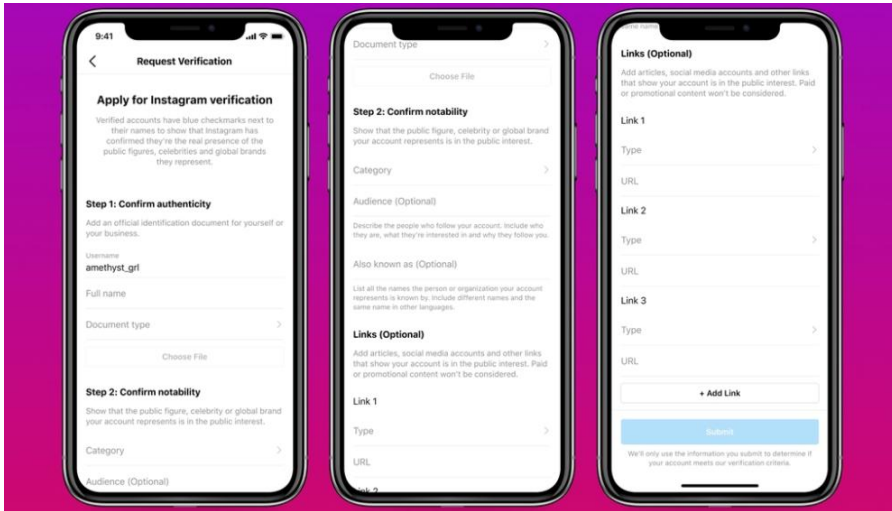 9:41
Request Verification
Apply for Instagram verification
Verified accounts have blue checkmarks next to
their names to show that Instagram has
confirmed they're the real presence of the
public figures, celebrities and global brands
they represent.
Step 1: Confirm authenticity
Add an official identification document for yourself or
your business.
Username
amethyst_grl
Full name
Document type
Choose File
Step 2: Confirm notability
Show that the public figure, celebrity or global brand
your account represents is in the public interest.
Category
Audience (Optional)
Document type
Choose File
Step 2: Confirm notability
Show that the public figure, celebrity or global brand
your account represents is in the public interest.
Category
Audience (Optional)
Describe the people who follow your account. Include who
they are, what they're interested in and why they follow you.
Also known as (Optional)
List all the names the person or organization your account
represents is known by. Include different names and the
same name in other languages.
Links (Optional)
Add articles, social media accounts and other links
that show your account is in the public interest. Paid
or promotional content won't be considered.
Link 1
Type
URL
Link 2
same name
Links (Optional)
Add articles, social media accounts and other links
that show your account is in the public interest. Paid
or promotional content won't be considered.
Link 1
Type
URL
Link 2
Type
URL
Link 3
Type
URL
+ Add Link
Submit
We'll only use the information you submit to determine if
your account meets our verification criteria.